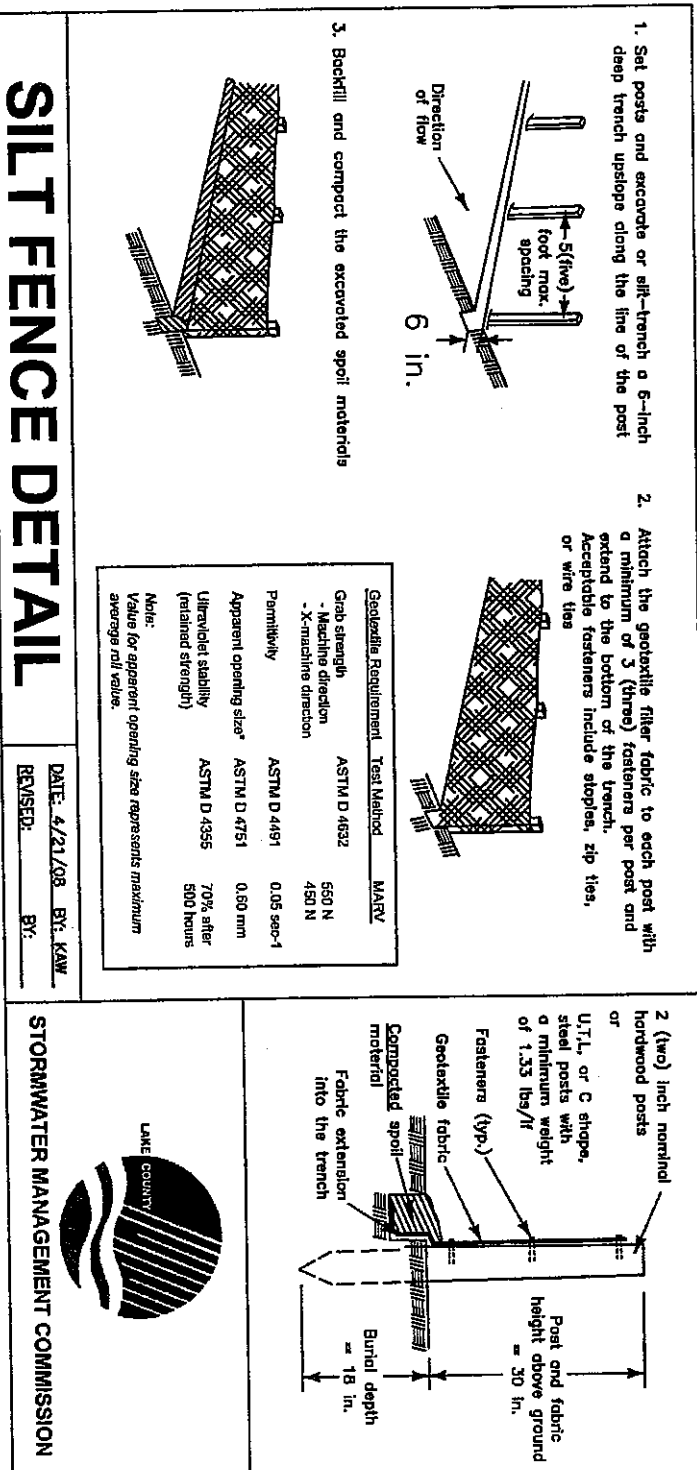 1. Set posts and excavate or slit-trench a 6-inch
deep trench upslope along the line of the post
5(five)
foot max.
spacing
Direction
of flow
6 in.
2. Attach the geotextile filter fabric to each post with
a minimum of 3 (three) fasteners per post and
extend to the bottom of the trench.
Acceptable fasteners include staples, zip ties,
or wire ties
3. Backfill and compact the excavated spoil materials
Geotextile Requirement Test Method MARV
Grab strength ASTM D 4632
- Machine direction 550 N
- X-machine direction 450 N
Permittivity ASTM D 4491 0.05 sec-1
Apparent opening size* ASTM D 4751 0.60 mm
Ultraviolet stability ASTM D 4355 70% after
(retained strength) 500 hours
Note:
Value for apparent opening size represents maximum
average roll value.
2 (two) inch nominal
hardwood posts
or
U,T,L, or C shape,
steel posts with
a minimum weight
of 1.33 lbs/lf
Fasteners (typ.)
Geotextile fabric
Compacted spoil
material
Fabric extension
into the trench
Post and fabric
height above ground
= 30 in.
Burial depth
= 18 in.
SILT FENCE DETAIL
DATE: 4/21/08 BY: KAW
REVISED: BY:
LAKE COUNTY
STORMWATER MANAGEMENT COMMISSION